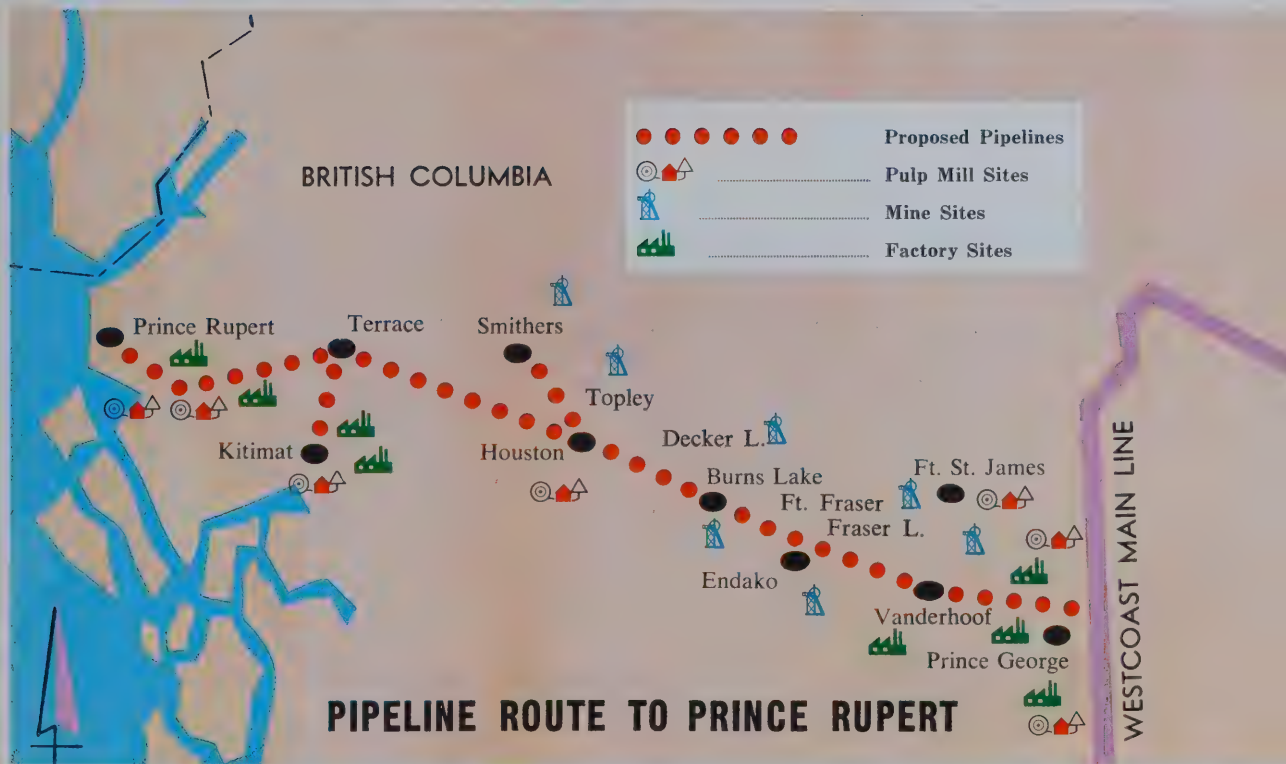 Proposed Pipelines
BRITISH COLUMBIA
Pulp Mill Sites
Mine Sites
Factory Sites
Prince Rupert
Terrace
Smithers
Topley
Kitimat
Houston
Decker L.
Burns Lake
Ft. St. James
Ft. Fraser
Fraser L.
Endako
Vanderhoof
Prince George
WESTCOAST MAIN LINE
PIPELINE ROUTE TO PRINCE RUPERT